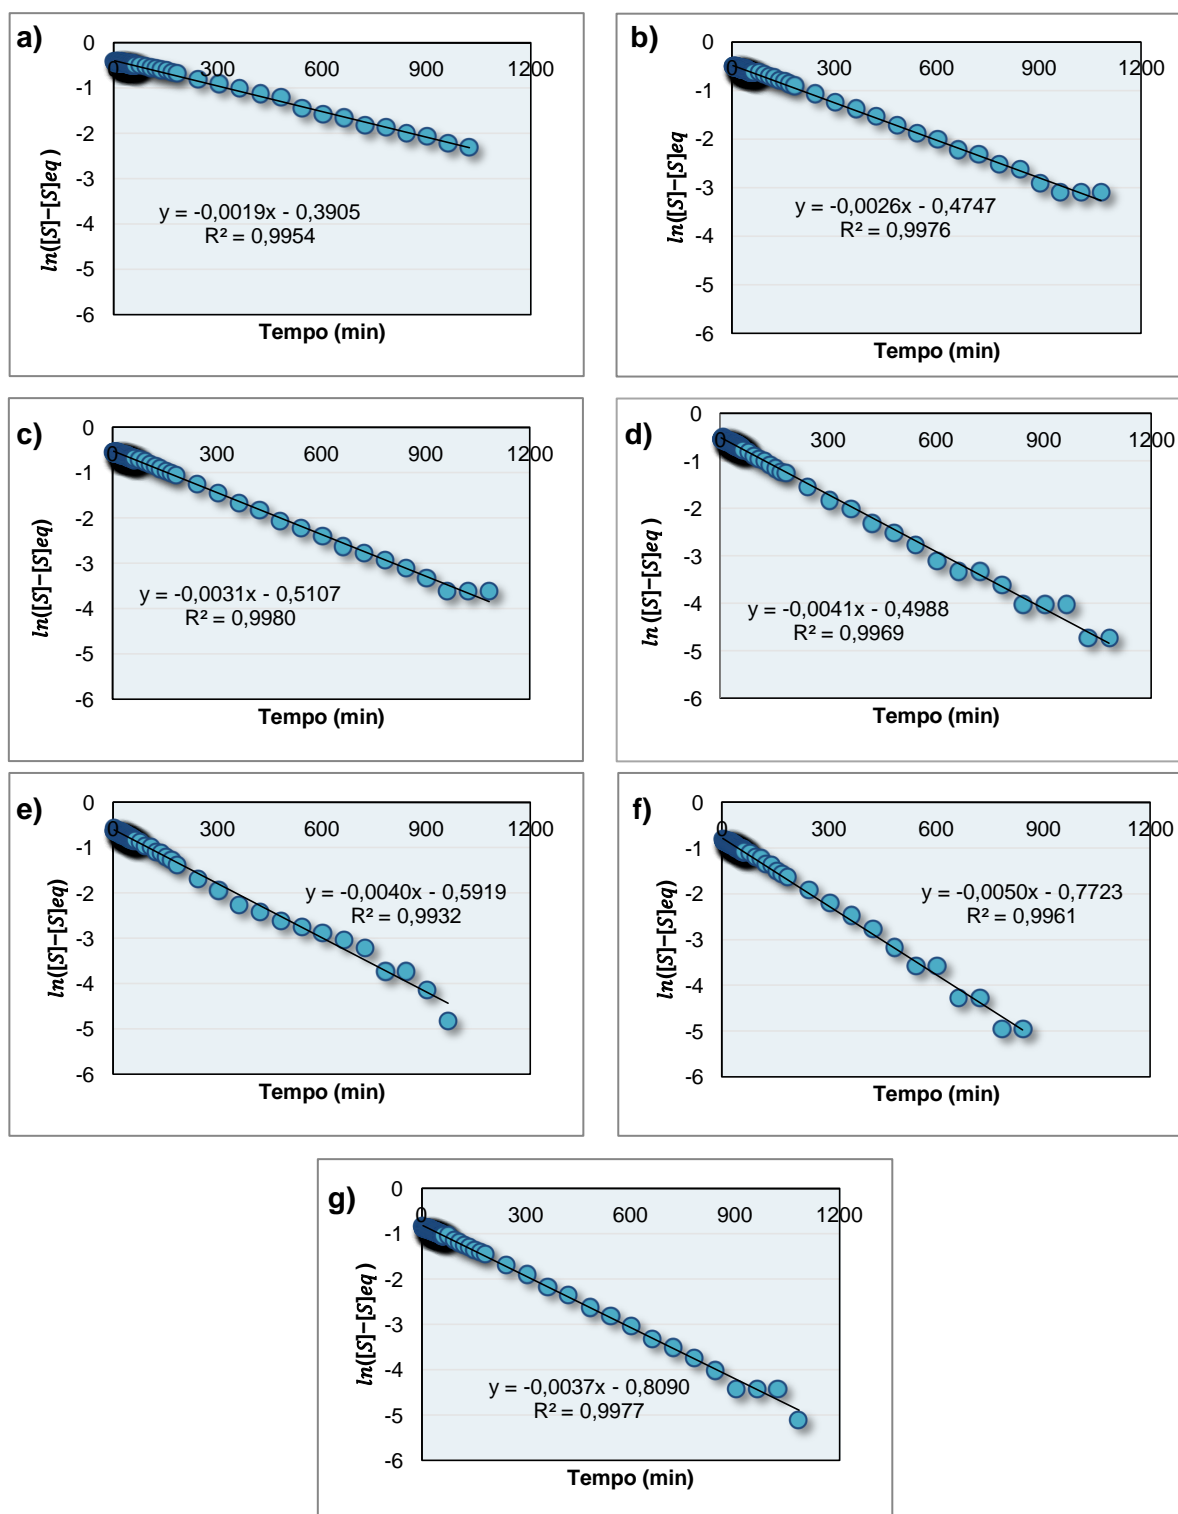 a)
0
0 300 600 900 1200
-1
-2
-3
-4
-5
-6
ln([S]−[S]eq )
y = -0,0019x - 0,3905
R² = 0,9954
Tempo (min)
b)
0
0 300 600 900 1200
-1
-2
-3
-4
-5
-6
ln([S]−[S]eq
y = -0,0026x - 0,4747
R² = 0,9976
Tempo (min)
c)
0
0 300 600 900 1200
-1
-2
-3
-4
-5
-6
ln([S]−[S]eq)
y = -0,0031x - 0,5107
R² = 0,9980
Tempo (min)
d)
0
0 300 600 900 1200
-1
-2
-3
-4
-5
-6
ln ([S]−[S]eq )
y = -0,0041x - 0,4988
R² = 0,9969
Tempo (min)
e)
0
0 300 600 900 1200
-1
-2
-3
-4
-5
-6
ln([S]−[S]eq)
y = -0,0040x - 0,5919
R² = 0,9932
Tempo (min)
f)
0
0 300 600 900 1200
-1
-2
-3
-4
-5
-6
ln([S]−[S]eq)
y = -0,0050x - 0,7723
R² = 0,9961
Tempo (min)
g)
0
0 300 600 900 1200
-1
-2
-3
-4
-5
-6
ln([S]−[S]eq)
y = -0,0037x - 0,8090
R² = 0,9977
Tempo (min)